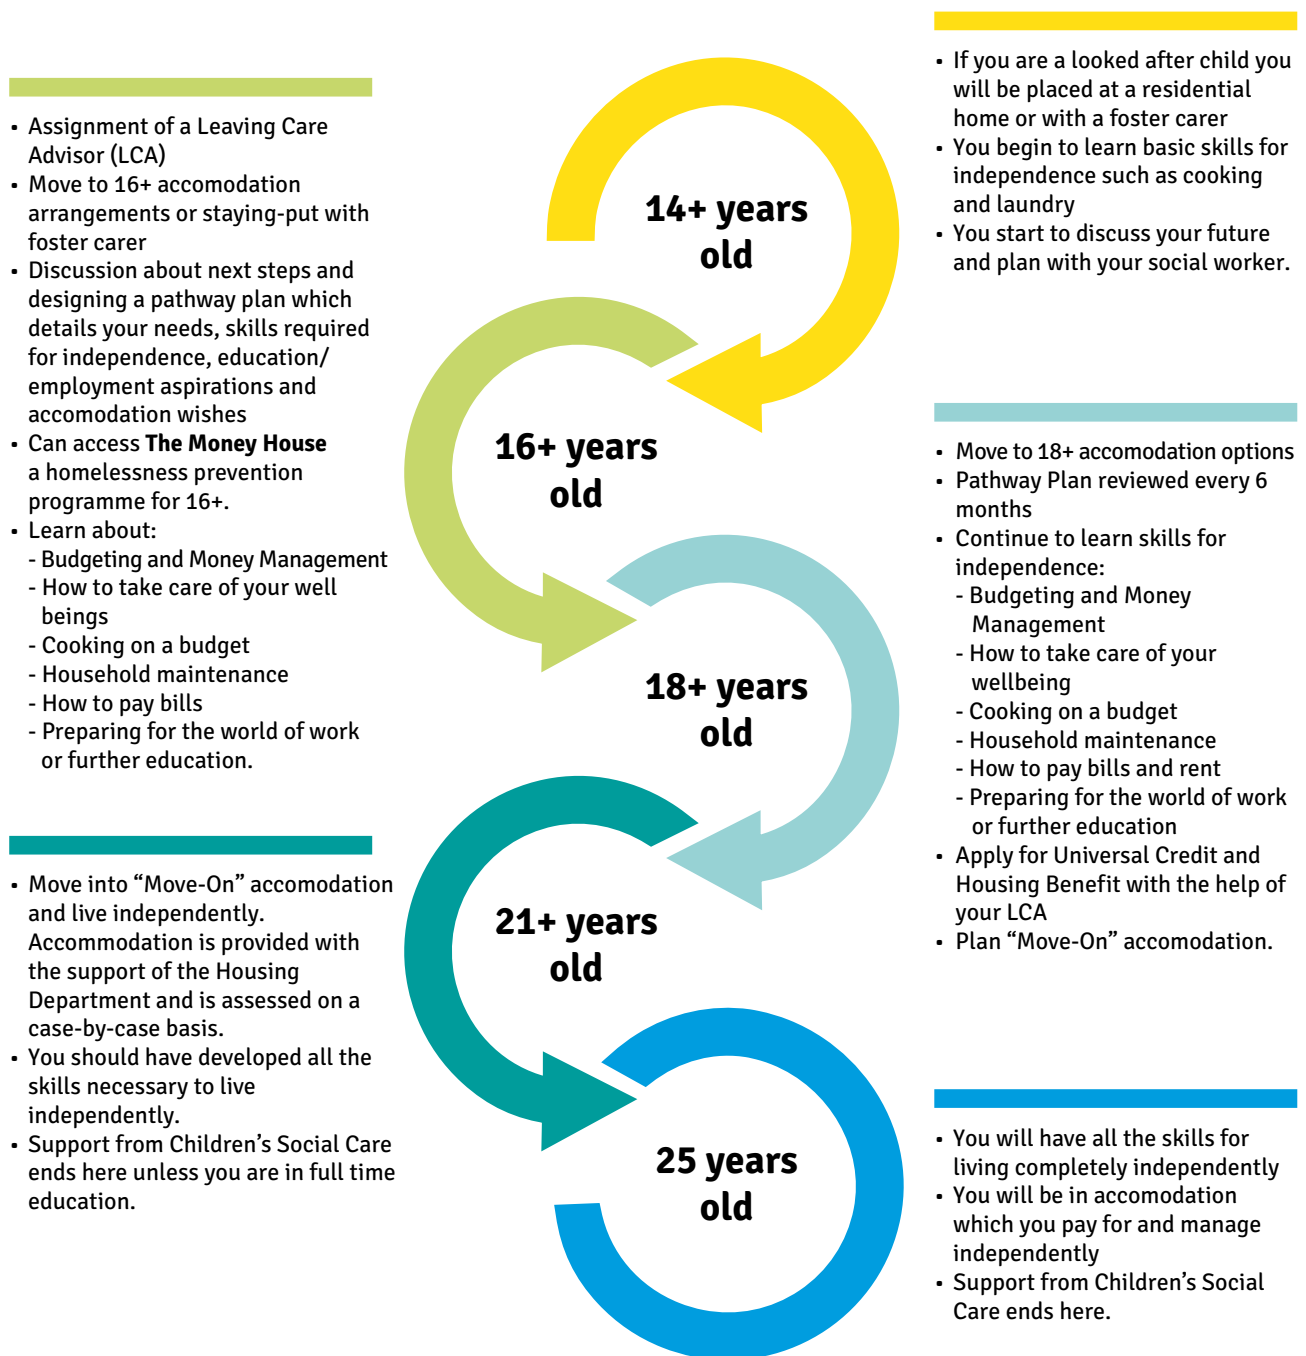 14+ years
old
• If you are a looked after child you
will be placed at a residential
home or with a foster carer
• You begin to learn basic skills for
independence such as cooking
and laundry
• You start to discuss your future
and plan with your social worker.
16+ years
old
• Assignment of a Leaving Care
Advisor (LCA)
• Move to 16+ accomodation
arrangements or staying-put with
foster carer
• Discussion about next steps and
designing a pathway plan which
details your needs, skills required
for independence, education/
employment aspirations and
accomodation wishes
• Can access The Money House
a homelessness prevention
programme for 16+.
• Learn about:
- Budgeting and Money Management
- How to take care of your well
beings
- Cooking on a budget
- Household maintenance
- How to pay bills
- Preparing for the world of work
or further education.
18+ years
old
• Move to 18+ accomodation options
• Pathway Plan reviewed every 6
months
• Continue to learn skills for
independence:
- Budgeting and Money
Management
- How to take care of your
wellbeing
- Cooking on a budget
- Household maintenance
- How to pay bills and rent
- Preparing for the world of work
or further education
• Apply for Universal Credit and
Housing Benefit with the help of
your LCA
• Plan “Move-On” accomodation.
21+ years
old
• Move into “Move-On” accomodation
and live independently.
Accommodation is provided with
the support of the Housing
Department and is assessed on a
case-by-case basis.
• You should have developed all the
skills necessary to live
independently.
• Support from Children’s Social Care
ends here unless you are in full time
education.
25 years
old
• You will have all the skills for
living completely independently
• You will be in accomodation
which you pay for and manage
independently
• Support from Children’s Social
Care ends here.